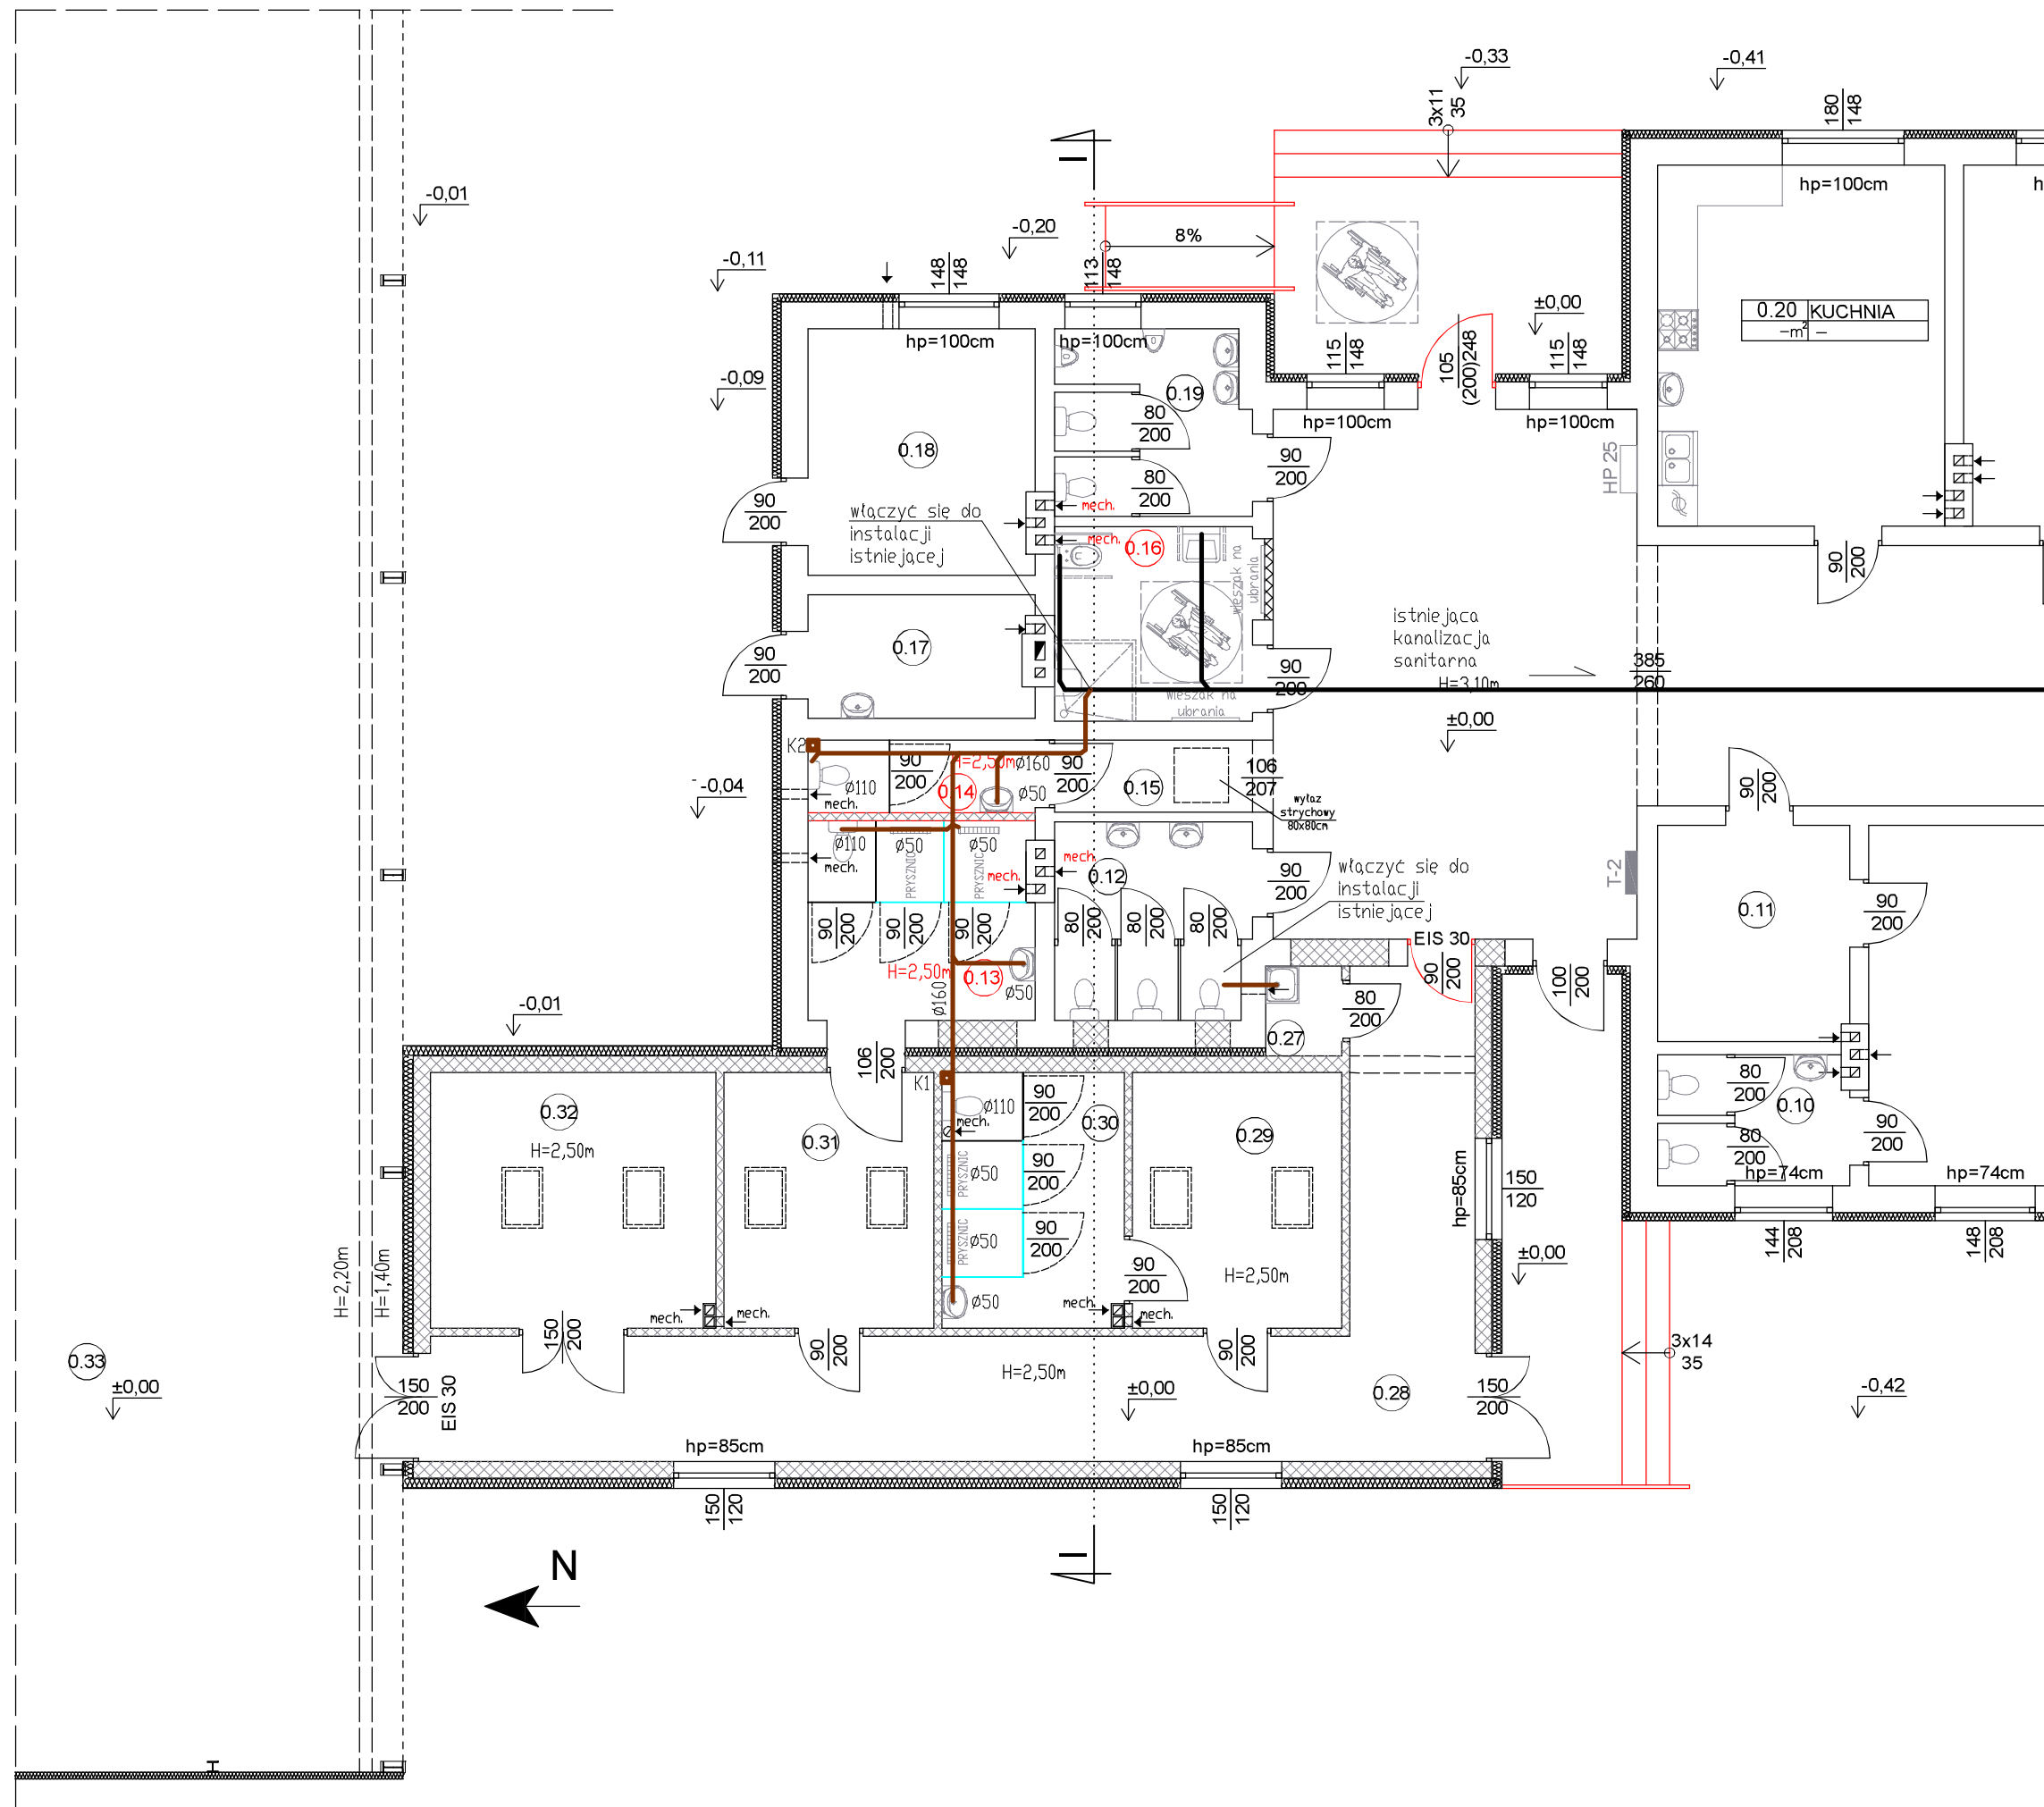 -0,33
-0,41
3x11
35
180
148
-0,01
hp=100cm
h
-0,20
8%
-0,11
148
148
113
148
±0,00
0.20 KUCHNIA
–m² –
hp=100cm
hp=100cm
115
148
105
(200)248
115
148
-0,09
0.19
80
200
hp=100cm
hp=100cm
0.18
90
200
HP 25
80
200
90
200
mech.
włączyć się do
instalacji
istniejącej
mech.
0.16
wieszak na
ubrania
90
200
istniejąca
kanalizacja
sanitarna
H=3,10m
0.17
90
200
385
260
90
200
wieszak na
ubrania
±0,00
K2
90
200
H=2,50m
Ø160
90
200
106
207
-0,04
Ø110
mech.
0.14
Ø50
0.15
wyłaz
strychowy
80x80cm
90
200
Ø110
mech.
Ø50
Ø50
PRYSZNIC
PRYSZNIC
mech.
mech.
0.12
90
200
włączyć się do
instalacji
istniejącej
T-2
0.11
90
200
90
200
90
200
90
200
80
200
80
200
80
200
EIS 30
90
200
H=2,50m
0.13
Ø50
Ø160
100
200
-0,01
80
200
0.27
106
200
K1
0.32
H=2,50m
0.31
Ø110
mech.
90
200
0.30
0.29
80
200
0.10
90
200
80
200
hp=74cm
hp=74cm
PRYSZNIC
Ø50
90
200
hp=85cm
150
120
PRYSZNIC
Ø50
90
200
144
208
148
208
±0,00
H=2,20m
H=1,40m
90
200
H=2,50m
Ø50
mech.
mech.
mech.
mech.
150
200
90
200
90
200
3x14
35
0.33
±0,00
150
200
EIS 30
H=2,50m
±0,00
0.28
150
200
-0,42
hp=85cm
hp=85cm
150
120
150
120
I
I
N